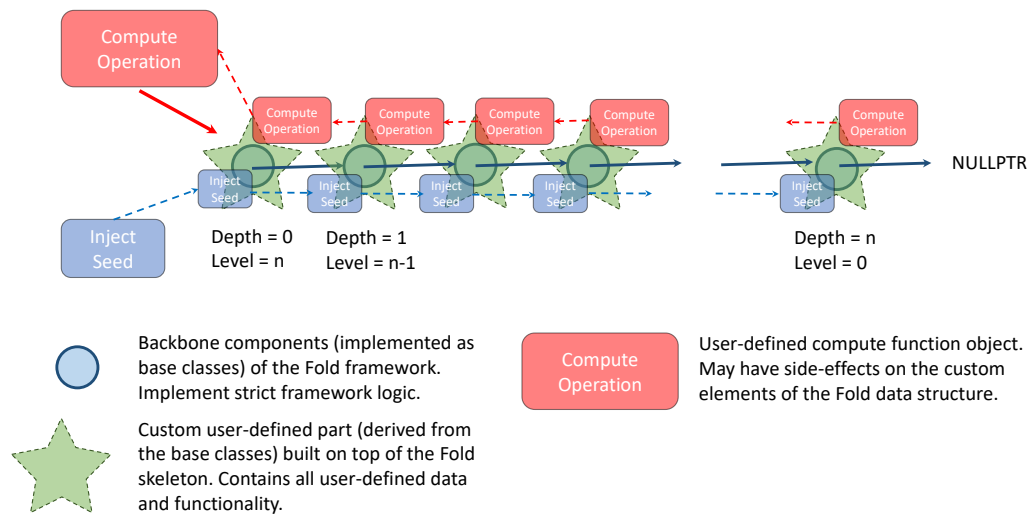 Compute
Operation
Compute
Operation
Compute
Operation
Compute
Operation
Compute
Operation
Compute
Operation
NULLPTR
Inject
Seed
Inject
Seed
Inject
Seed
Inject
Seed
Inject
Seed
Inject
Seed
Depth = 0
Level = n
Depth = 1
Level = n-1
Depth = n
Level = 0
Backbone components (implemented as
base classes) of the Fold framework.
Implement strict framework logic.
Compute
Operation
User-defined compute function object.
May have side-effects on the custom
elements of the Fold data structure.
Custom user-defined part (derived from
the base classes) built on top of the Fold
skeleton. Contains all user-defined data
and functionality.